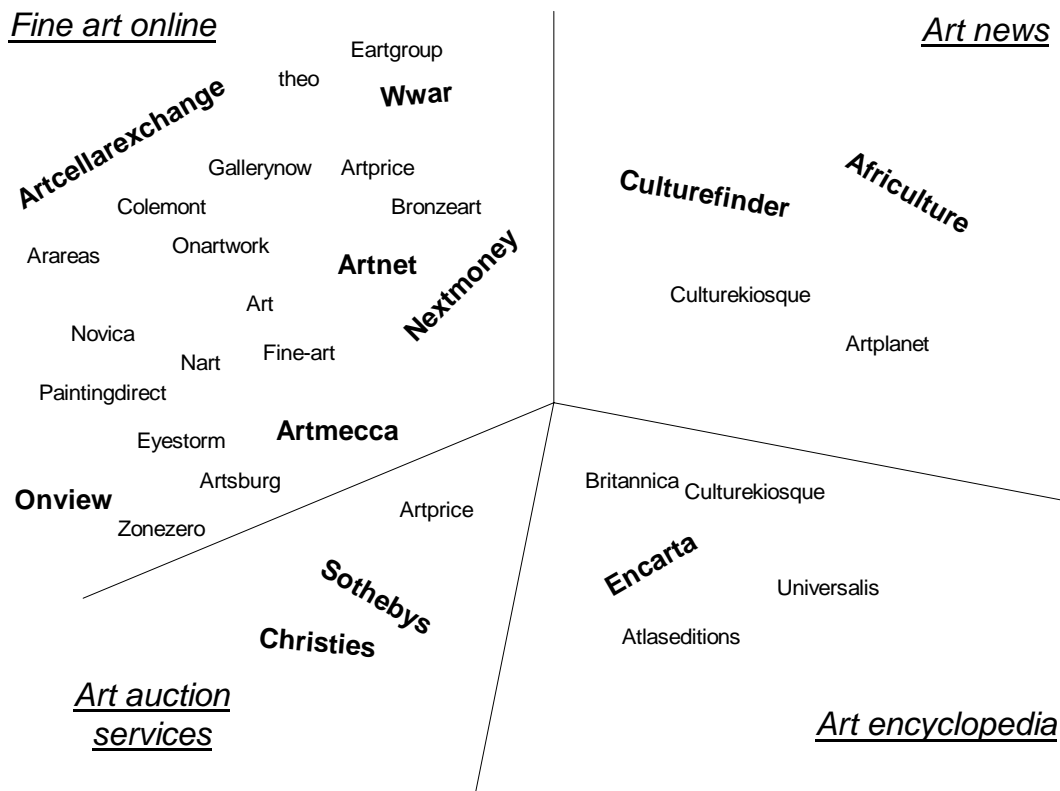 Fine art online
Eartgroup
theo
Wwar
Artcellarexchange
Gallerynow
Artprice
Colemont
Bronzeart
Onartwork
Arareas
Artnet
Nextmoney
Art
Novica
Nart
Fine-art
Paintingdirect
Artmecca
Eyestorm
Artsburg
Onview
Zonezero
Art news
Culturefinder
Africulture
Culturekiosque
Artplanet
Artprice
Sothebys
Christies
Art auction
services
Britannica
Culturekiosque
Encarta
Universalis
Atlaseditions
Art encyclopedia